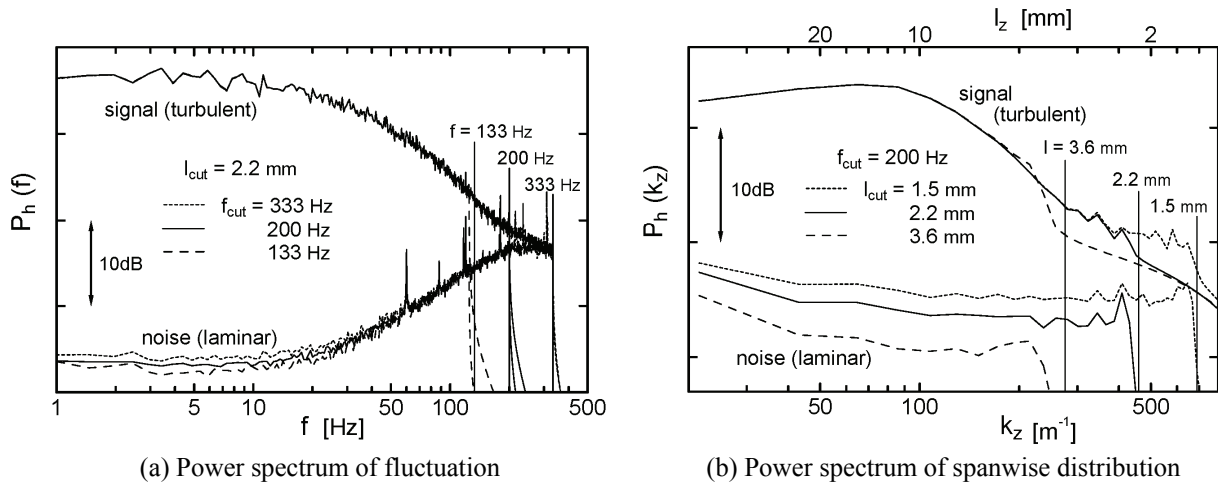 P_h (f)
signal (turbulent)
f = 133 Hz
200 Hz
333 Hz
l_cut = 2.2 mm
f_cut = 333 Hz
200 Hz
133 Hz
10dB
noise (laminar)
1 5 10 50 100 500
f [Hz]
(a) Power spectrum of fluctuation
l_z [mm]
20 10 2
P_h (k_z)
signal
(turbulent)
10dB
f_cut = 200 Hz
l = 3.6 mm
l_cut = 1.5 mm
2.2 mm
2.2 mm
1.5 mm
3.6 mm
noise (laminar)
50 100 500
k_z [m⁻¹]
(b) Power spectrum of spanwise distribution